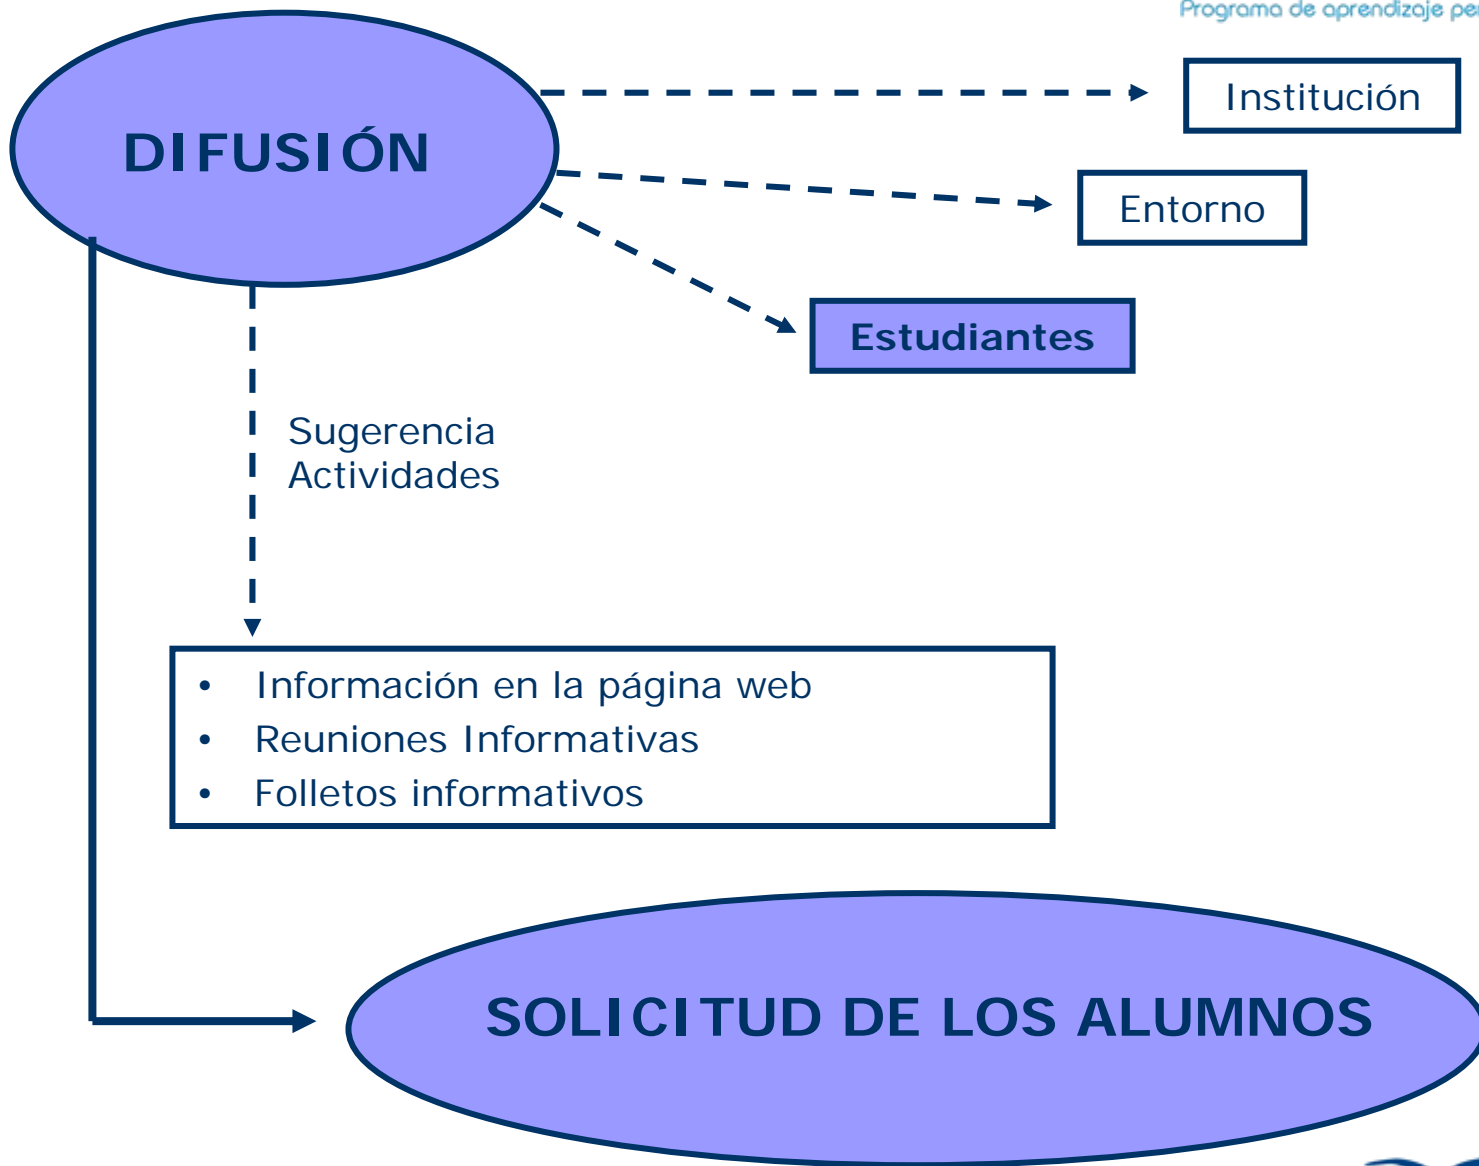 Programa de aprendizaje per
DIFUSIÓN
Institución
Entorno
Estudiantes
Sugerencia
Actividades
• Información en la página web
• Reuniones Informativas
• Folletos informativos
SOLICITUD DE LOS ALUMNOS